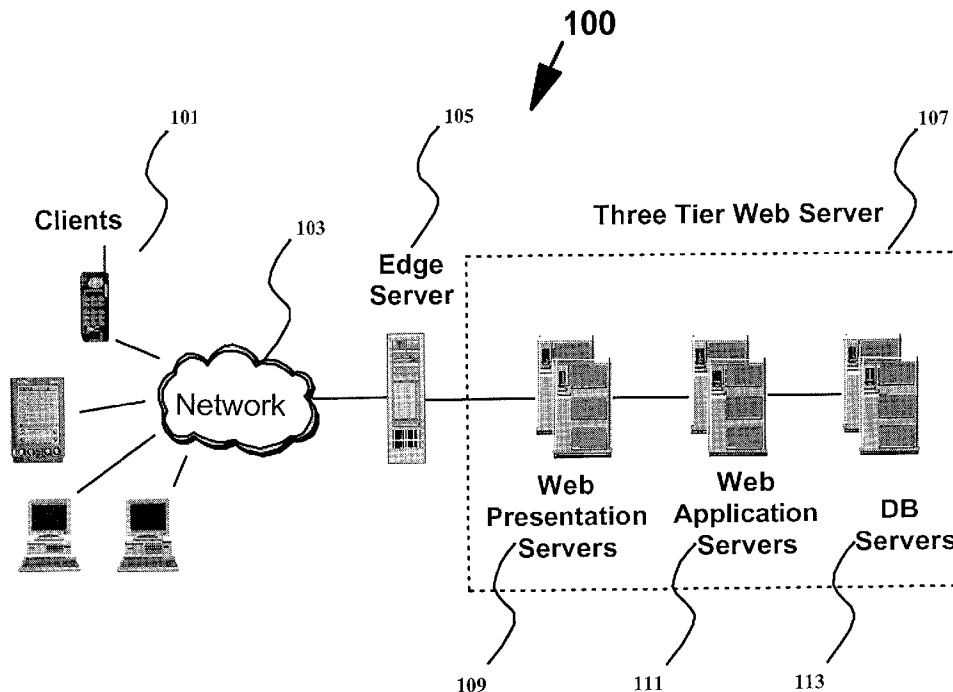 100
101
105
107
Clients
103
Three Tier Web Server
Edge
Server
Network
Web
Presentation
Servers
Web
Application
Servers
DB
Servers
109
111
113